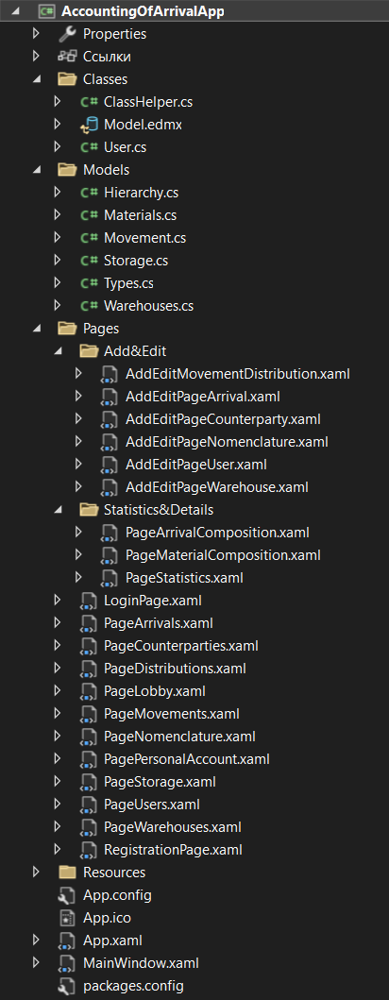 AccountingOfArrivalApp
Properties
Ссылки
Classes
ClassHelper.cs
Model.edmx
User.cs
Models
Hierarchy.cs
Materials.cs
Movement.cs
Storage.cs
Types.cs
Warehouses.cs
Pages
Add&Edit
AddEditMovementDistribution.xaml
AddEditPageArrival.xaml
AddEditPageCounterparty.xaml
AddEditPageNomenclature.xaml
AddEditPageUser.xaml
AddEditPageWarehouse.xaml
Statistics&Details
PageArrivalComposition.xaml
PageMaterialComposition.xaml
PageStatistics.xaml
LoginPage.xaml
PageArrivals.xaml
PageCounterparties.xaml
PageDistributions.xaml
PageLobby.xaml
PageMovements.xaml
PageNomenclature.xaml
PagePersonalAccount.xaml
PageStorage.xaml
PageUsers.xaml
PageWarehouses.xaml
RegistrationPage.xaml
Resources
App.config
App.ico
App.xaml
MainWindow.xaml
packages.config